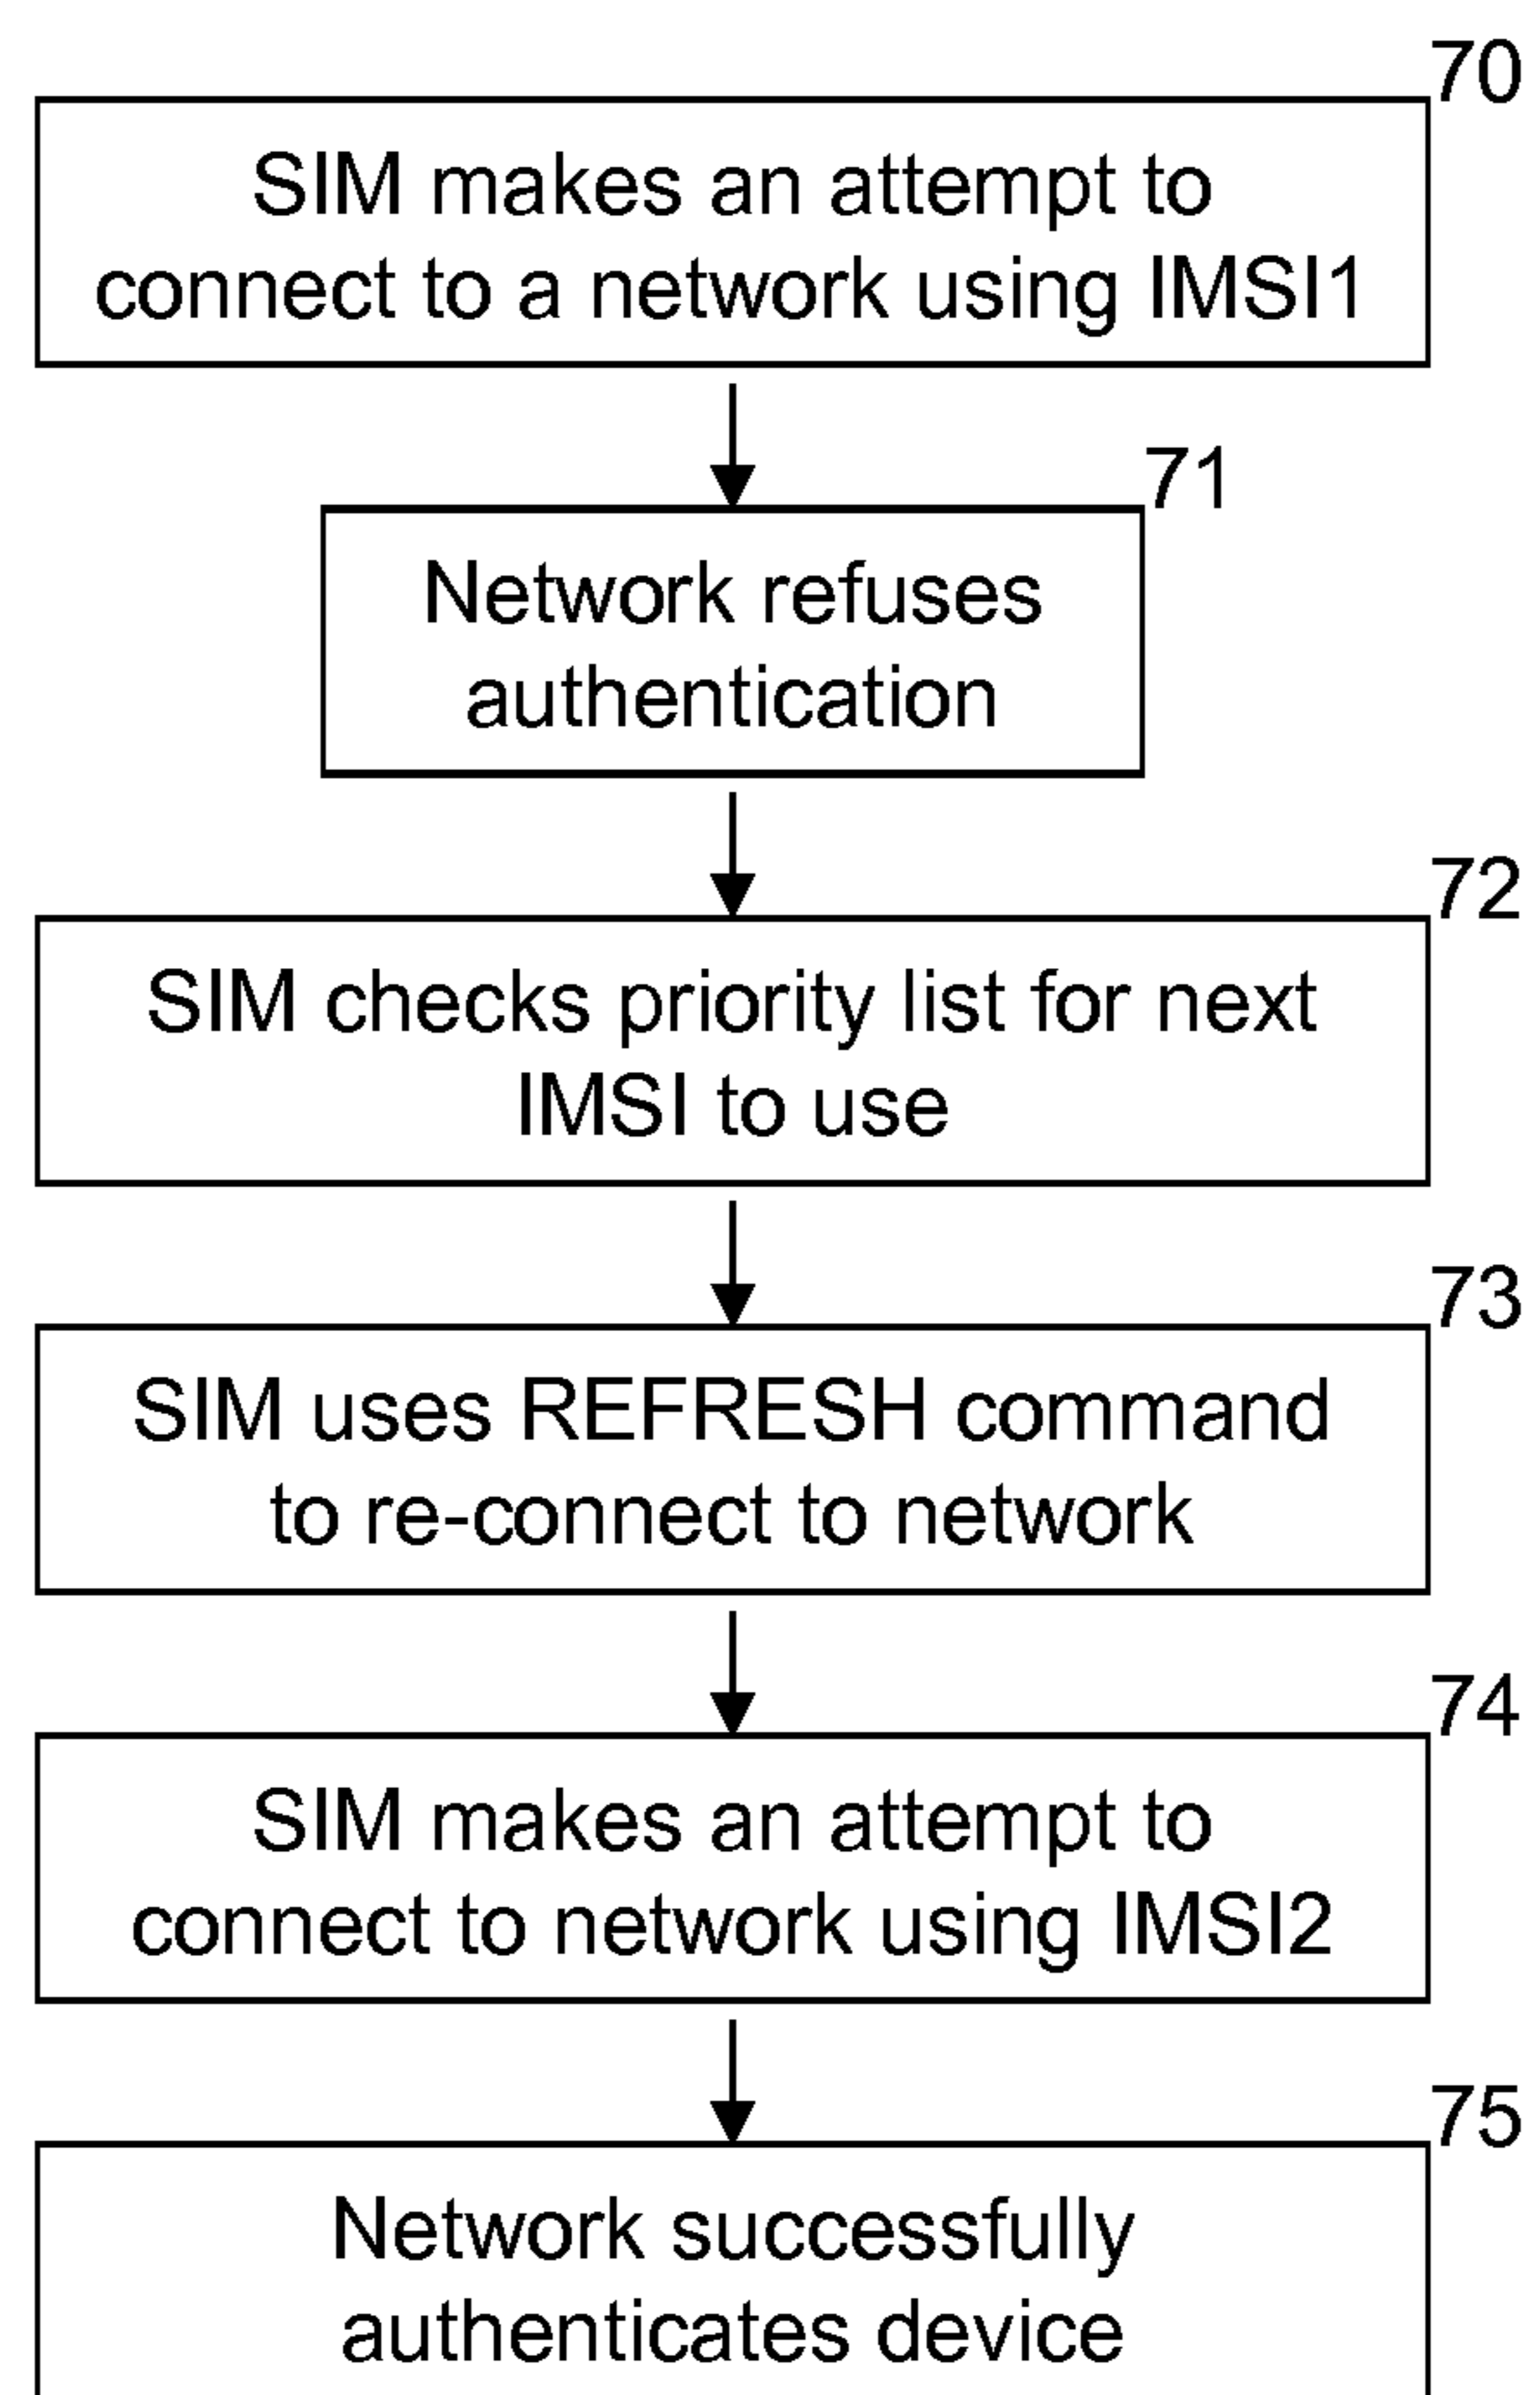 70
SIM makes an attempt to
connect to a network using IMSI1
71
Network refuses
authentication
72
SIM checks priority list for next
IMSI to use
73
SIM uses REFRESH command
to re-connect to network
74
SIM makes an attempt to
connect to network using IMSI2
75
Network successfully
authenticates device